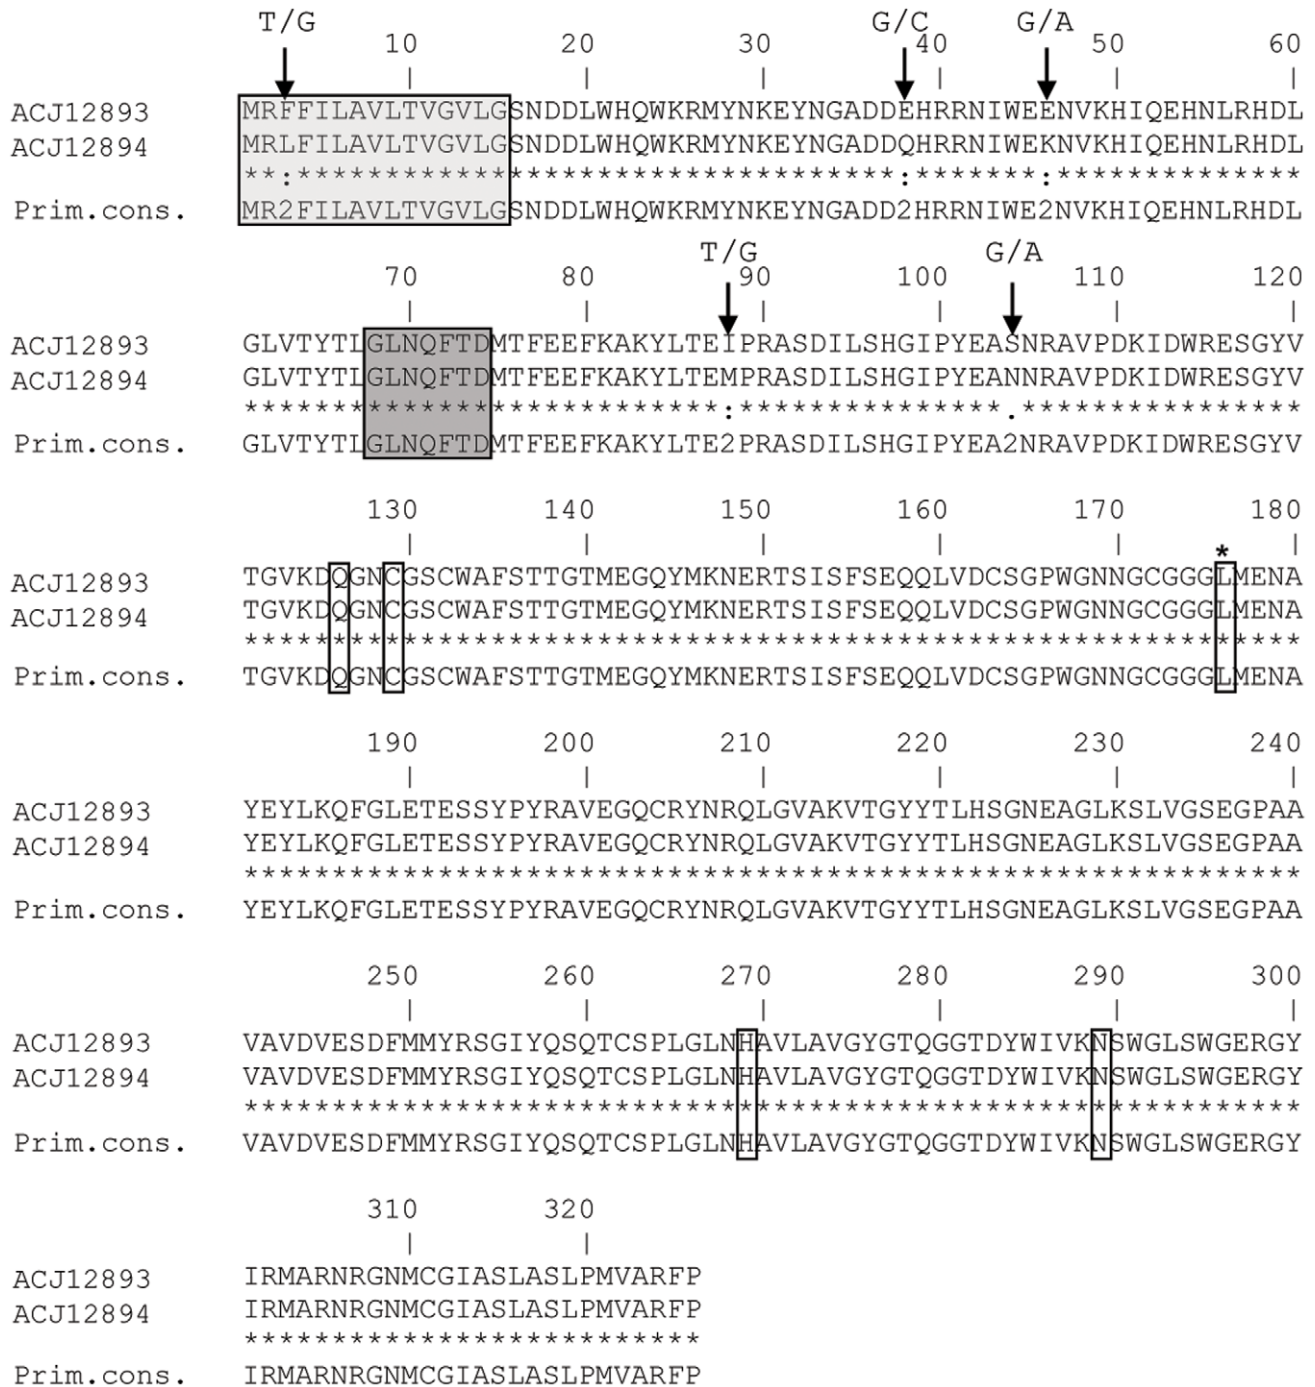 T/G G/C G/A
10 20 30 40 50 60
ACJ12893 MRFFILAVLTVGVLGSNDDLWHQWKRMYNKEYNGADDEHRRNIWEENVKHIQEHNLRHDL
ACJ12894 MRLFILAVLTVGVLGSNDDLWHQWKRMYNKEYNGADDQHRRNIWEKNVKHIQEHNLRHDL
**:**********************************:*******:**************
Prim.cons. MR2FILAVLTVGVLGSNDDLWHQWKRMYNKEYNGADD2HRRNIWE2NVKHIQEHNLRHDL
T/G G/A
70 80 90 100 110 120
ACJ12893 GLVTYTLGLNQFTDMTFEEFKAKYLTEIPRASDILSHGIPYEASNRAVPDKIDWRESGYV
ACJ12894 GLVTYTLGLNQFTDMTFEEFKAKYLTEMPRASDILSHGIPYEANNRAVPDKIDWRESGYV
***************************:***************.****************
Prim.cons. GLVTYTLGLNQFTDMTFEEFKAKYLTE2PRASDILSHGIPYEA2NRAVPDKIDWRESGYV
130 140 150 160 170 180
*
ACJ12893 TGVKDQGNCGSCWAFSTTGTMEGQYMKNERTSISFSEQQLVDCSGPWGNNGCGGGLMENA
ACJ12894 TGVKDQGNCGSCWAFSTTGTMEGQYMKNERTSISFSEQQLVDCSGPWGNNGCGGGLMENA
************************************************************
Prim.cons. TGVKDQGNCGSCWAFSTTGTMEGQYMKNERTSISFSEQQLVDCSGPWGNNGCGGGLMENA
190 200 210 220 230 240
ACJ12893 YEYLKQFGLETESSYPYRAVEGQCRYNRQLGVAKVTGYYTLHSGNEAGLKSLVGSEGPAA
ACJ12894 YEYLKQFGLETESSYPYRAVEGQCRYNRQLGVAKVTGYYTLHSGNEAGLKSLVGSEGPAA
************************************************************
Prim.cons. YEYLKQFGLETESSYPYRAVEGQCRYNRQLGVAKVTGYYTLHSGNEAGLKSLVGSEGPAA
250 260 270 280 290 300
ACJ12893 VAVDVESDFMMYRSGIYQSQTCSPLGLNHAVLAVGYGTQGGTDYWIVKNSWGLSWGERGY
ACJ12894 VAVDVESDFMMYRSGIYQSQTCSPLGLNHAVLAVGYGTQGGTDYWIVKNSWGLSWGERGY
************************************************************
Prim.cons. VAVDVESDFMMYRSGIYQSQTCSPLGLNHAVLAVGYGTQGGTDYWIVKNSWGLSWGERGY
310 320
ACJ12893 IRMARNRGNMCGIASLASLPMVARFP
ACJ12894 IRMARNRGNMCGIASLASLPMVARFP
**************************
Prim.cons. IRMARNRGNMCGIASLASLPMVARFP